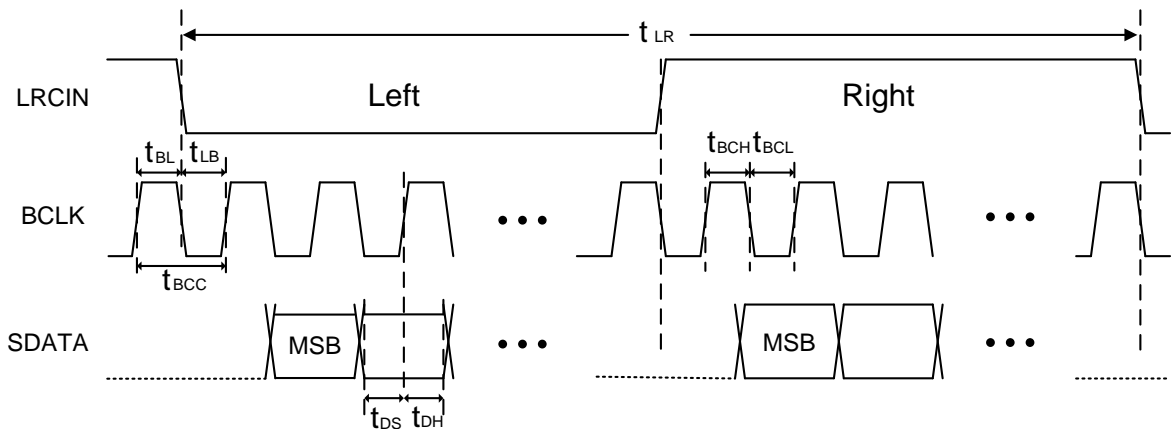 t LR
LRCIN Left Right
tBL tLB tBCH tBCL
BCLK
tBCC
SDATA MSB MSB
tDS tDH